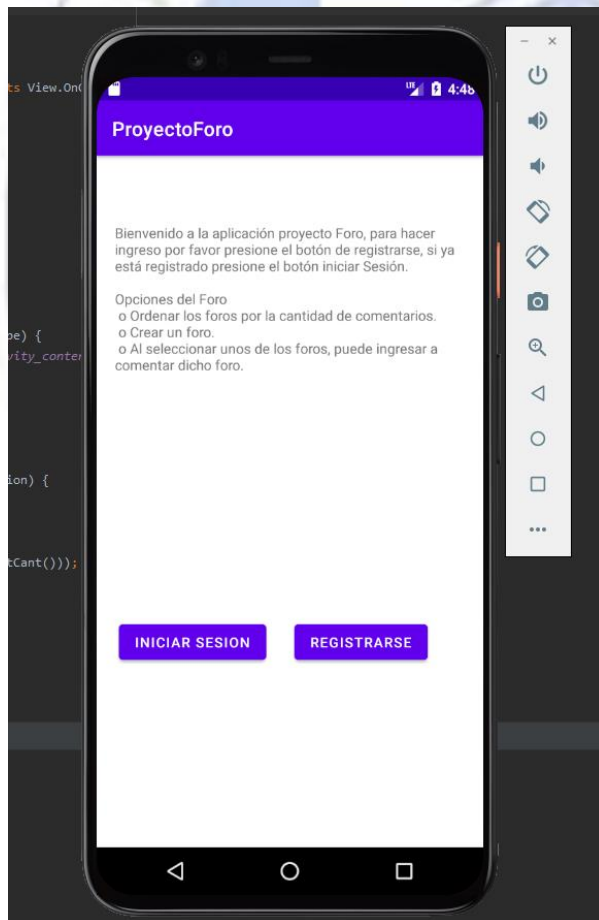 ts View.OnC
LTE 4:48
ProyectoForo
Bienvenido a la aplicación proyecto Foro, para hacer
ingreso por favor presione el botón de registrarse, si ya
está registrado presione el botón iniciar Sesión.
Opciones del Foro
o Ordenar los foros por la cantidad de comentarios.
o Crear un foro.
o Al seleccionar unos de los foros, puede ingresar a
comentar dicho foro.
pe) {
vity_conter
ion) {
tCant()));
INICIAR SESION
REGISTRARSE